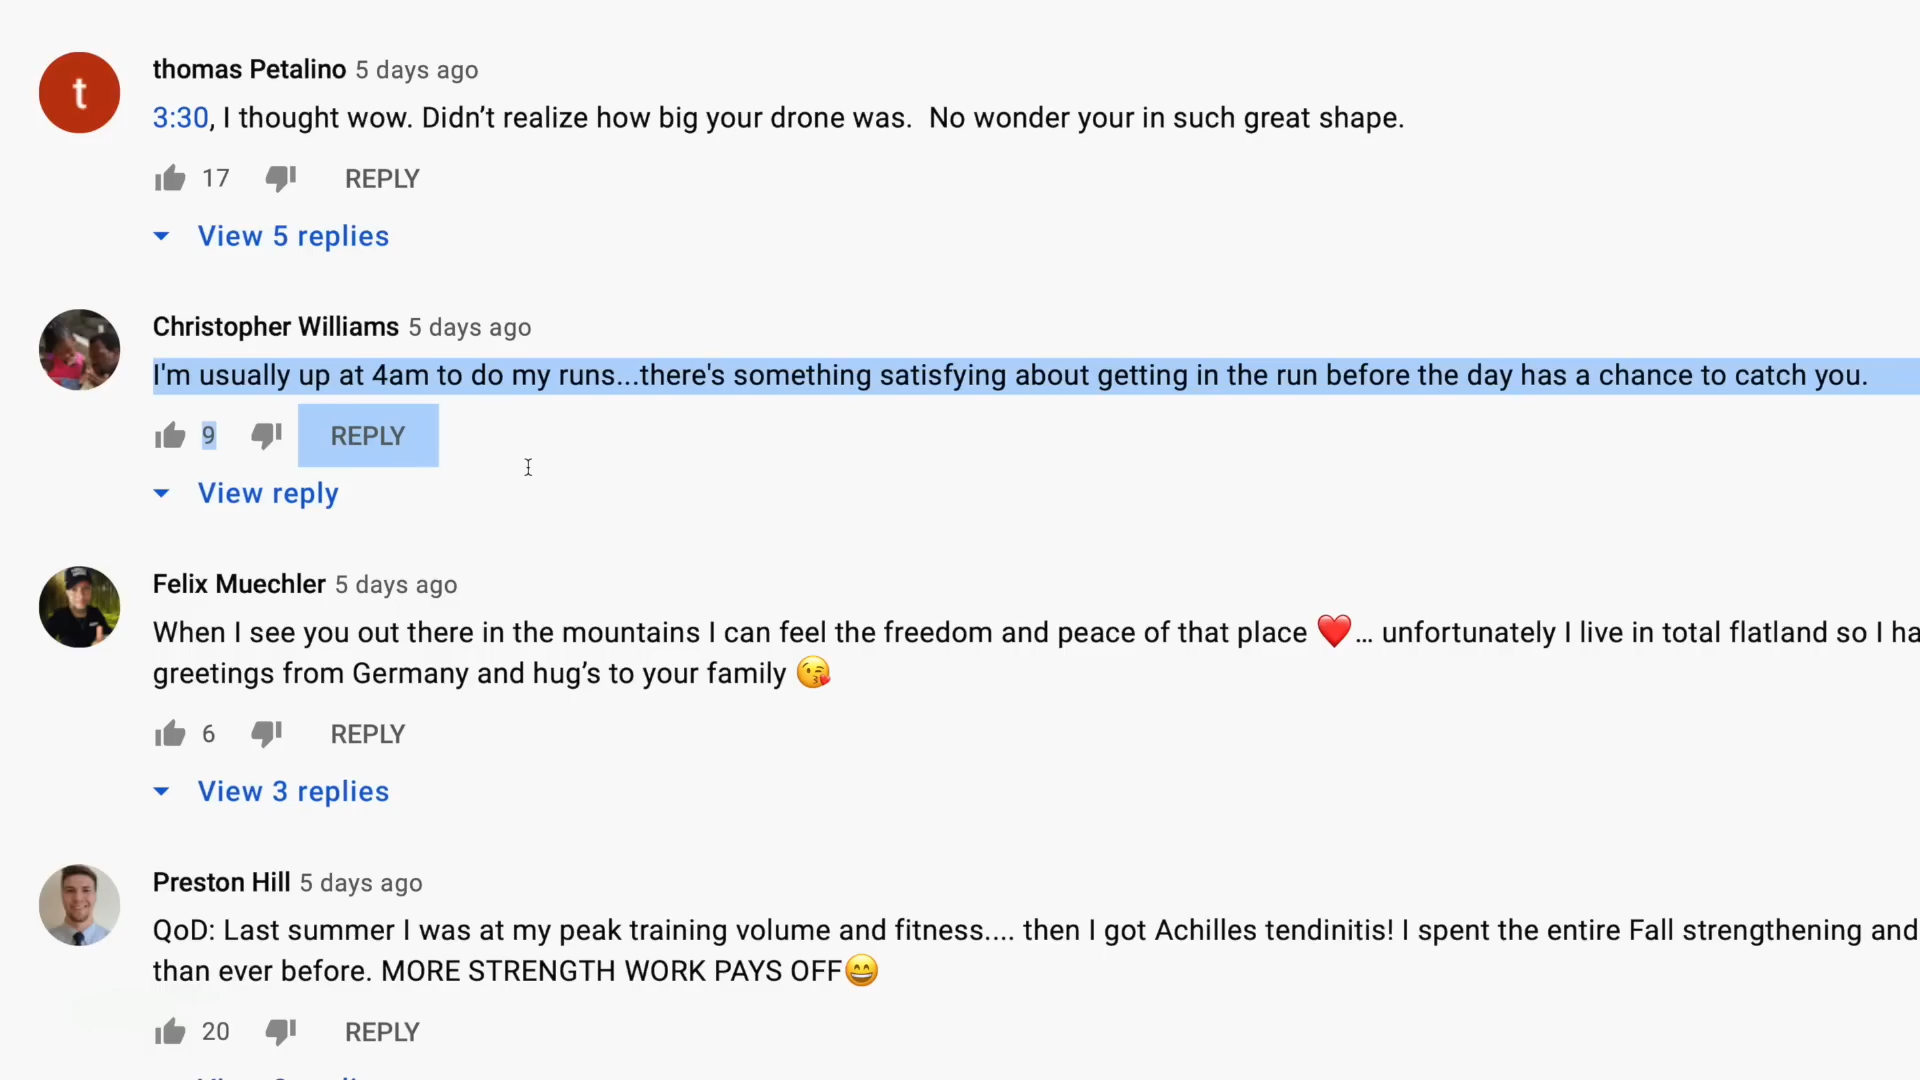 t
thomas Petalino 5 days ago
3:30, I thought wow. Didn’t realize how big your drone was.  No wonder your in such great shape.
17 REPLY
View 5 replies
Christopher Williams 5 days ago
I'm usually up at 4am to do my runs...there's something satisfying about getting in the run before the day has a chance to catch you.
9 REPLY
View reply
Felix Muechler 5 days ago
When I see you out there in the mountains I can feel the freedom and peace of that place ❤️... unfortunately I live in total flatland so I ha
greetings from Germany and hug’s to your family 😘
6 REPLY
View 3 replies
Preston Hill 5 days ago
QoD: Last summer I was at my peak training volume and fitness.... then I got Achilles tendinitis! I spent the entire Fall strengthening and
than ever before. MORE STRENGTH WORK PAYS OFF😄
20 REPLY